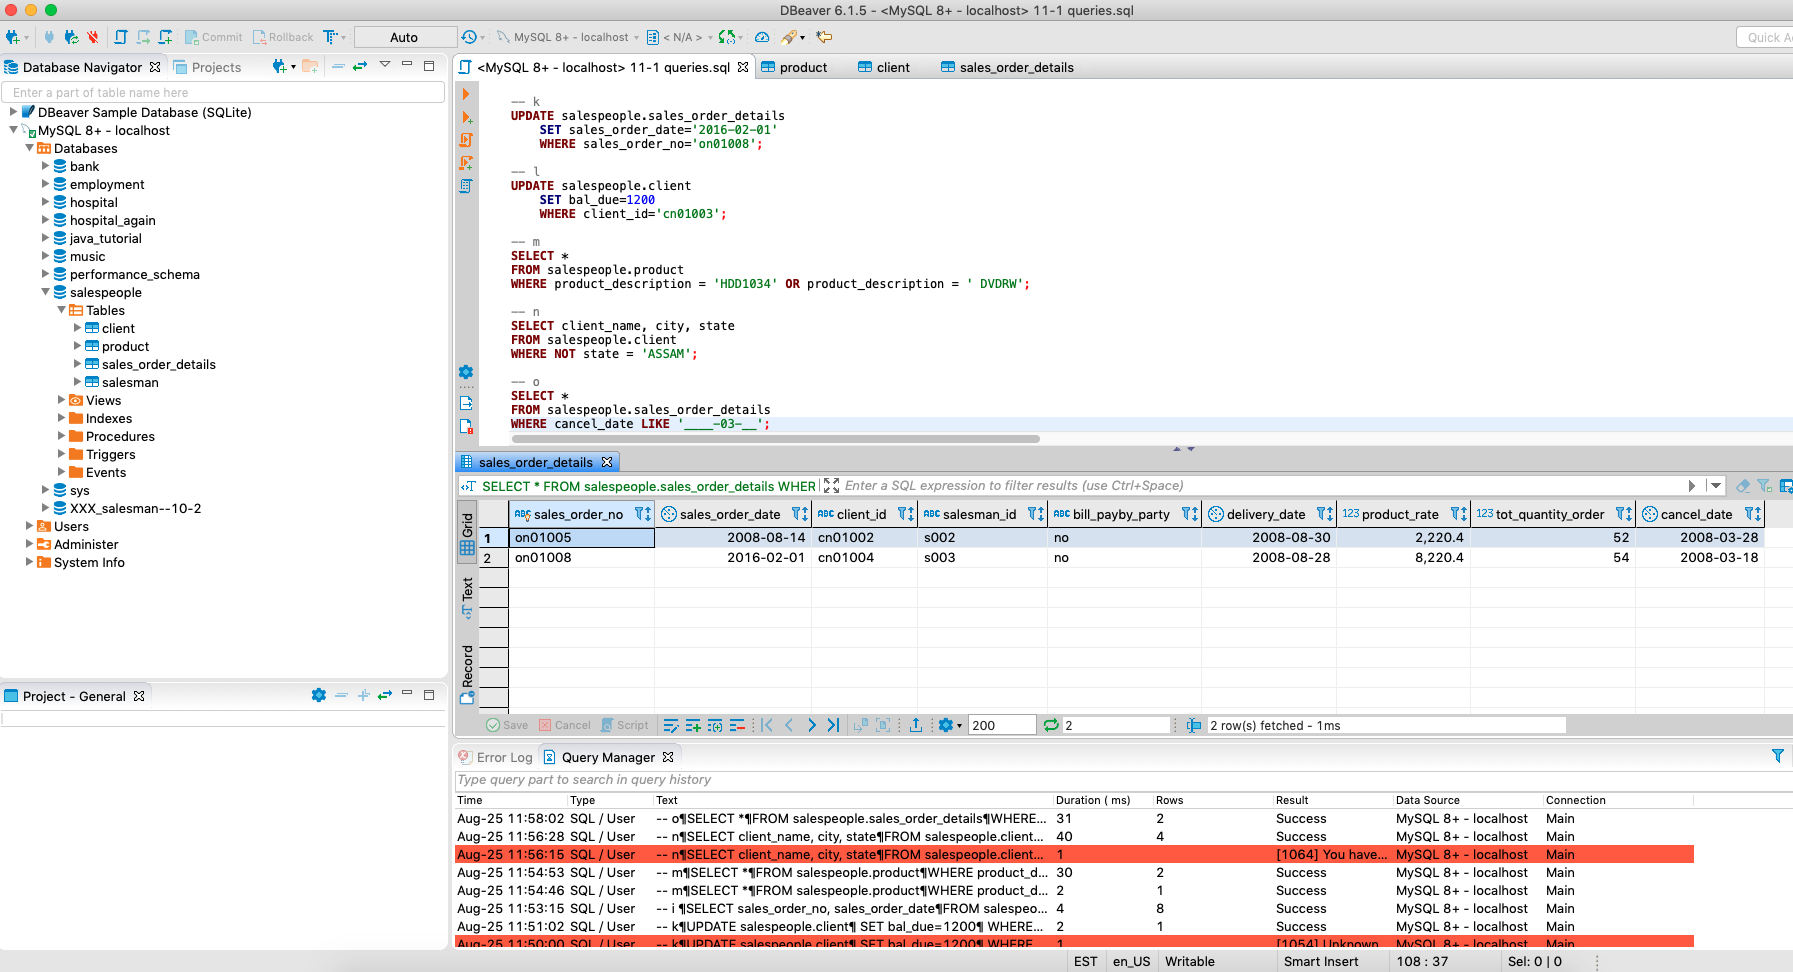 DBeaver 6.1.5 - <MySQL 8+ - localhost> 11-1 queries.sql
Commit Rollback Auto MySQL 8+ - localhost < N/A > Quick
Database Navigator Projects
Enter a part of table name here
DBeaver Sample Database (SQLite)
MySQL 8+ - localhost
Databases
bank
employment
hospital
hospital_again
java_tutorial
music
performance_schema
salespeople
Tables
client
product
sales_order_details
salesman
Views
Indexes
Procedures
Triggers
Events
sys
XXX_salesman--10-2
Users
Administer
System Info
Project - General
<MySQL 8+ - localhost> 11-1 queries.sql product client sales_order_details
-- k
UPDATE salespeople.sales_order_details
SET sales_order_date='2016-02-01'
WHERE sales_order_no='on01008';
-- l
UPDATE salespeople.client
SET bal_due=1200
WHERE client_id='cn01003';
-- m
SELECT *
FROM salespeople.product
WHERE product_description = 'HDD1034' OR product_description = ' DVDRW';
-- n
SELECT client_name, city, state
FROM salespeople.client
WHERE NOT state = 'ASSAM';
-- o
SELECT *
FROM salespeople.sales_order_details
WHERE cancel_date LIKE '____-03-__';
sales_order_details
SELECT * FROM salespeople.sales_order_details WHER Enter a SQL expression to filter results (use Ctrl+Space)
Grid
Text
Record
ABC sales_order_no sales_order_date ABC client_id ABC salesman_id ABC bill_payby_party delivery_date 123 product_rate 123 tot_quantity_order cancel_date
1 on01005 2008-08-14 cn01002 s002 no 2008-08-30 2,220.4 52 2008-03-28
2 on01008 2016-02-01 cn01004 s003 no 2008-08-28 8,220.4 54 2008-03-18
Save Cancel Script 200 2 2 row(s) fetched - 1ms
Error Log Query Manager
Type query part to search in query history
Time Type Text Duration ( ms) Rows Result Data Source Connection
Aug-25 11:58:02 SQL / User -- o¶SELECT *¶FROM salespeople.sales_order_details¶WHERE... 31 2 Success MySQL 8+ - localhost Main
Aug-25 11:56:28 SQL / User -- n¶SELECT client_name, city, state¶FROM salespeople.client... 40 4 Success MySQL 8+ - localhost Main
Aug-25 11:56:15 SQL / User -- n¶SELECT client_name, city, state¶FROM salespeople.client... 1 [1064] You have... MySQL 8+ - localhost Main
Aug-25 11:54:53 SQL / User -- m¶SELECT *¶FROM salespeople.product¶WHERE product_d... 30 2 Success MySQL 8+ - localhost Main
Aug-25 11:54:46 SQL / User -- m¶SELECT *¶FROM salespeople.product¶WHERE product_d... 2 1 Success MySQL 8+ - localhost Main
Aug-25 11:53:15 SQL / User -- i ¶SELECT sales_order_no, sales_order_date¶FROM salespeo... 4 8 Success MySQL 8+ - localhost Main
Aug-25 11:51:02 SQL / User -- k¶UPDATE salespeople.client¶ SET bal_due=1200¶ WHERE... 2 1 Success MySQL 8+ - localhost Main
Aug-25 11:50:00 SQL / User -- k¶UPDATE salespeople.client¶ SET bal_due=1200¶ WHERE 1 [1054] Unknown MySQL 8+ - localhost Main
EST en_US Writable Smart Insert 108 : 37 Sel: 0 | 0